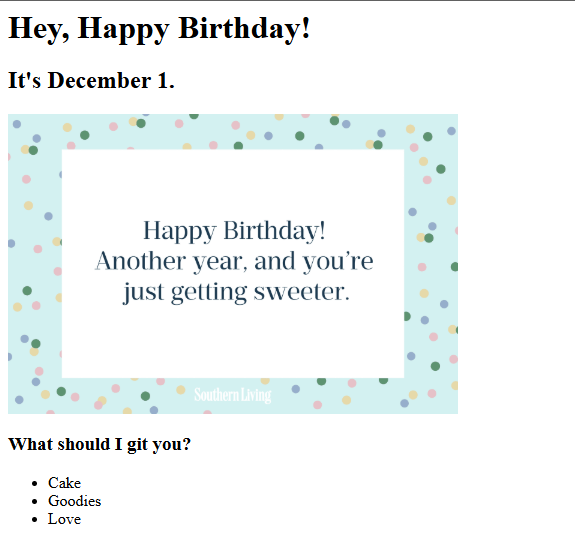 Hey, Happy Birthday!
It's December 1.
Happy Birthday!
Another year, and you’re
just getting sweeter.
Southern Living
What should I git you?
Cake
Goodies
Love